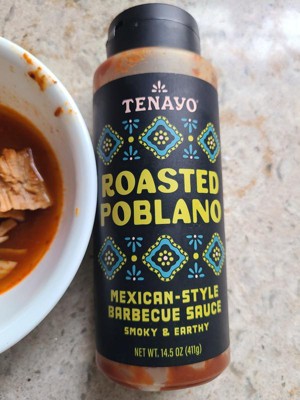 TENAYO
ROASTED
POBLANO
MEXICAN-STYLE
BARBECUE SAUCE
SMOKY & EARTHY
NET WT. 14.5 OZ (411g)